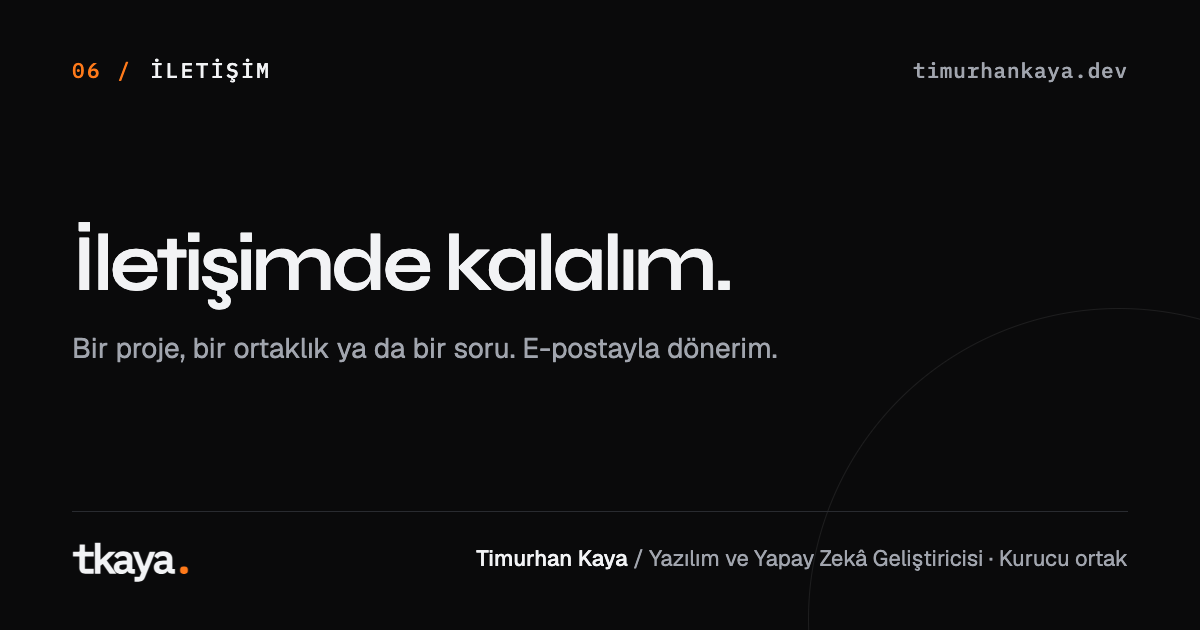 06 / İLETİŞİM
timurhankaya.dev
İletişimde kalalım.
Bir proje, bir ortaklık ya da bir soru. E-postayla dönerim.
tkaya.
Timurhan Kaya / Yazılım ve Yapay Zekâ Geliştiricisi · Kurucu ortak